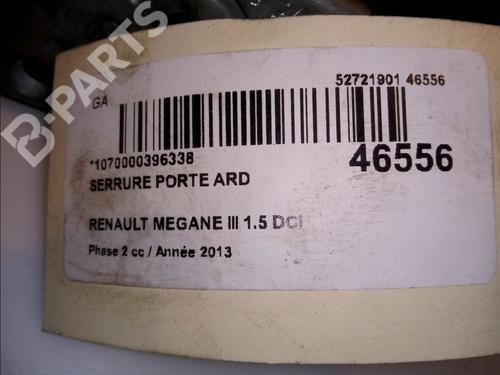 B-PARTS
52721901 46556
GA
*1070000396338
46556
SERRURE PORTE ARD
RENAULT MEGANE III 1.5 DCI
Phase 2 cc / Année 2013